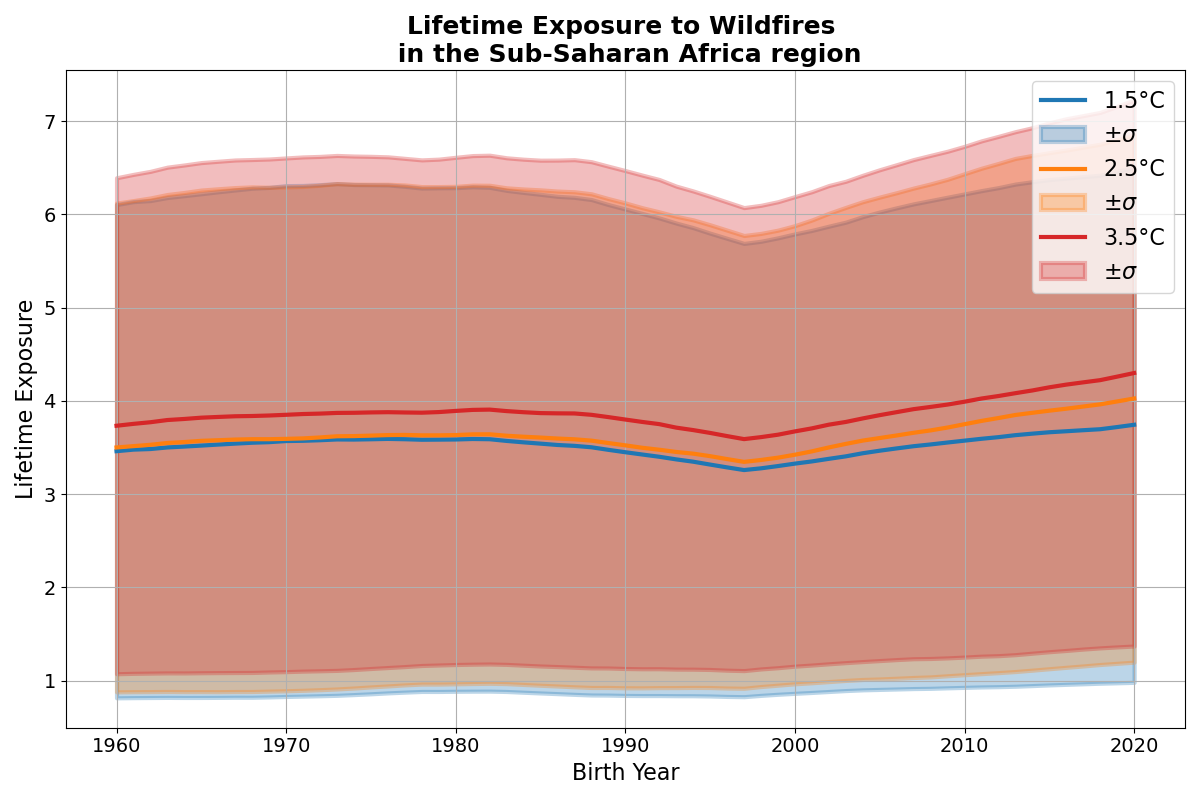 Lifetime Exposure to Wildfires
in the Sub-Saharan Africa region
Lifetime Exposure
7
6
5
4
3
2
1
1960 1970 1980 1990 2000 2010 2020
Birth Year
1.5°C
±σ
2.5°C
±σ
3.5°C
±σ